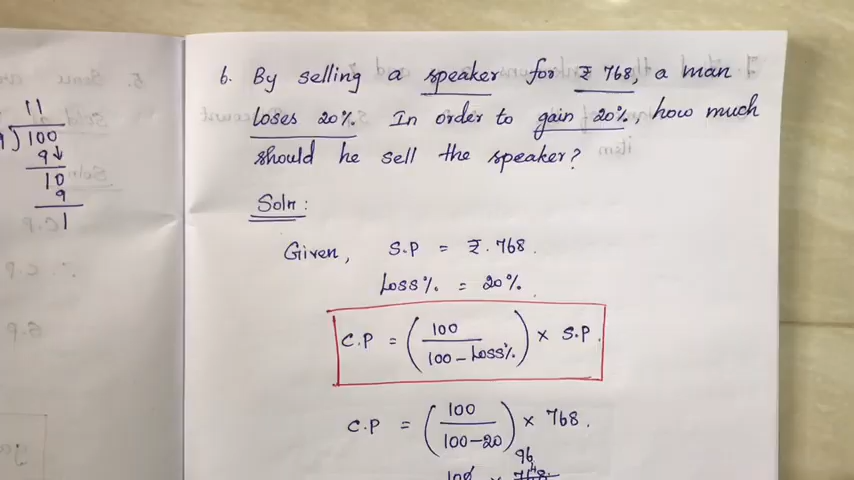 11
9)100
9↓
10
9
1
6. By selling a speaker for ₹ 768, a man
loses 20%. In order to gain 20%, how much
should he sell the speaker?
Soln:
Given, S.P = ₹. 768.
Loss% = 20%.
C.P = (100/100-Loss%) × S.P.
C.P = (100/100-20) × 768.
96